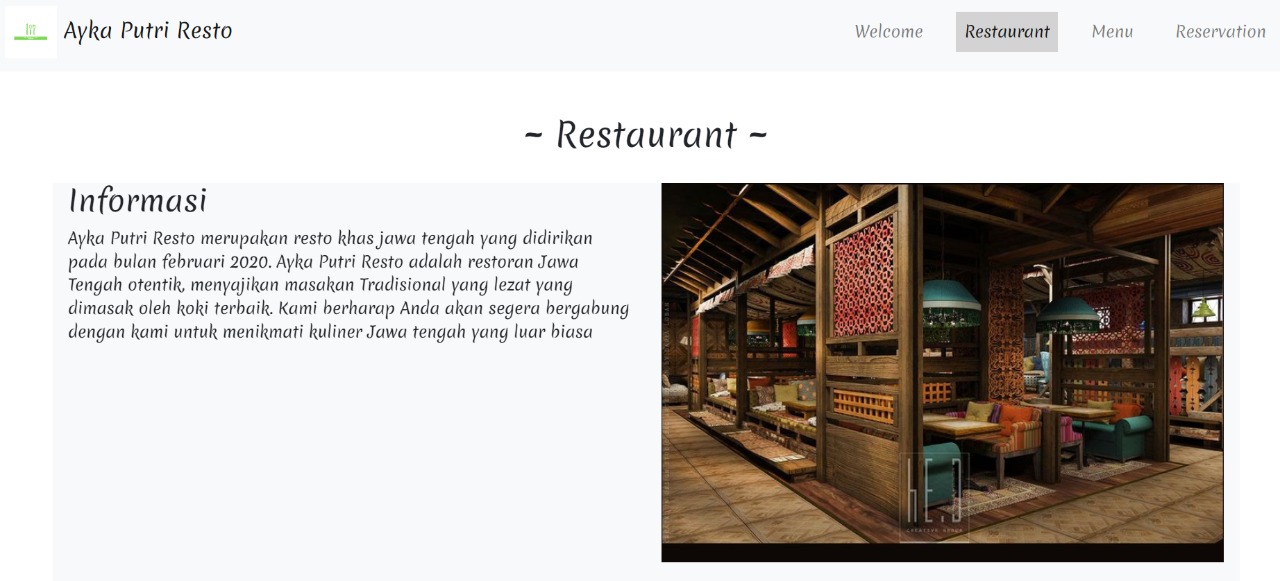 Ayka Putri Resto
Welcome
Restaurant
Menu
Reservation
~ Restaurant ~
Informasi
Ayka Putri Resto merupakan resto khas jawa tengah yang didirikan
pada bulan februari 2020. Ayka Putri Resto adalah restoran Jawa
Tengah otentik, menyajikan masakan Tradisional yang lezat yang
dimasak oleh koki terbaik. Kami berharap Anda akan segera bergabung
dengan kami untuk menikmati kuliner Jawa tengah yang luar biasa
hE.D
CREATIVE GROUP